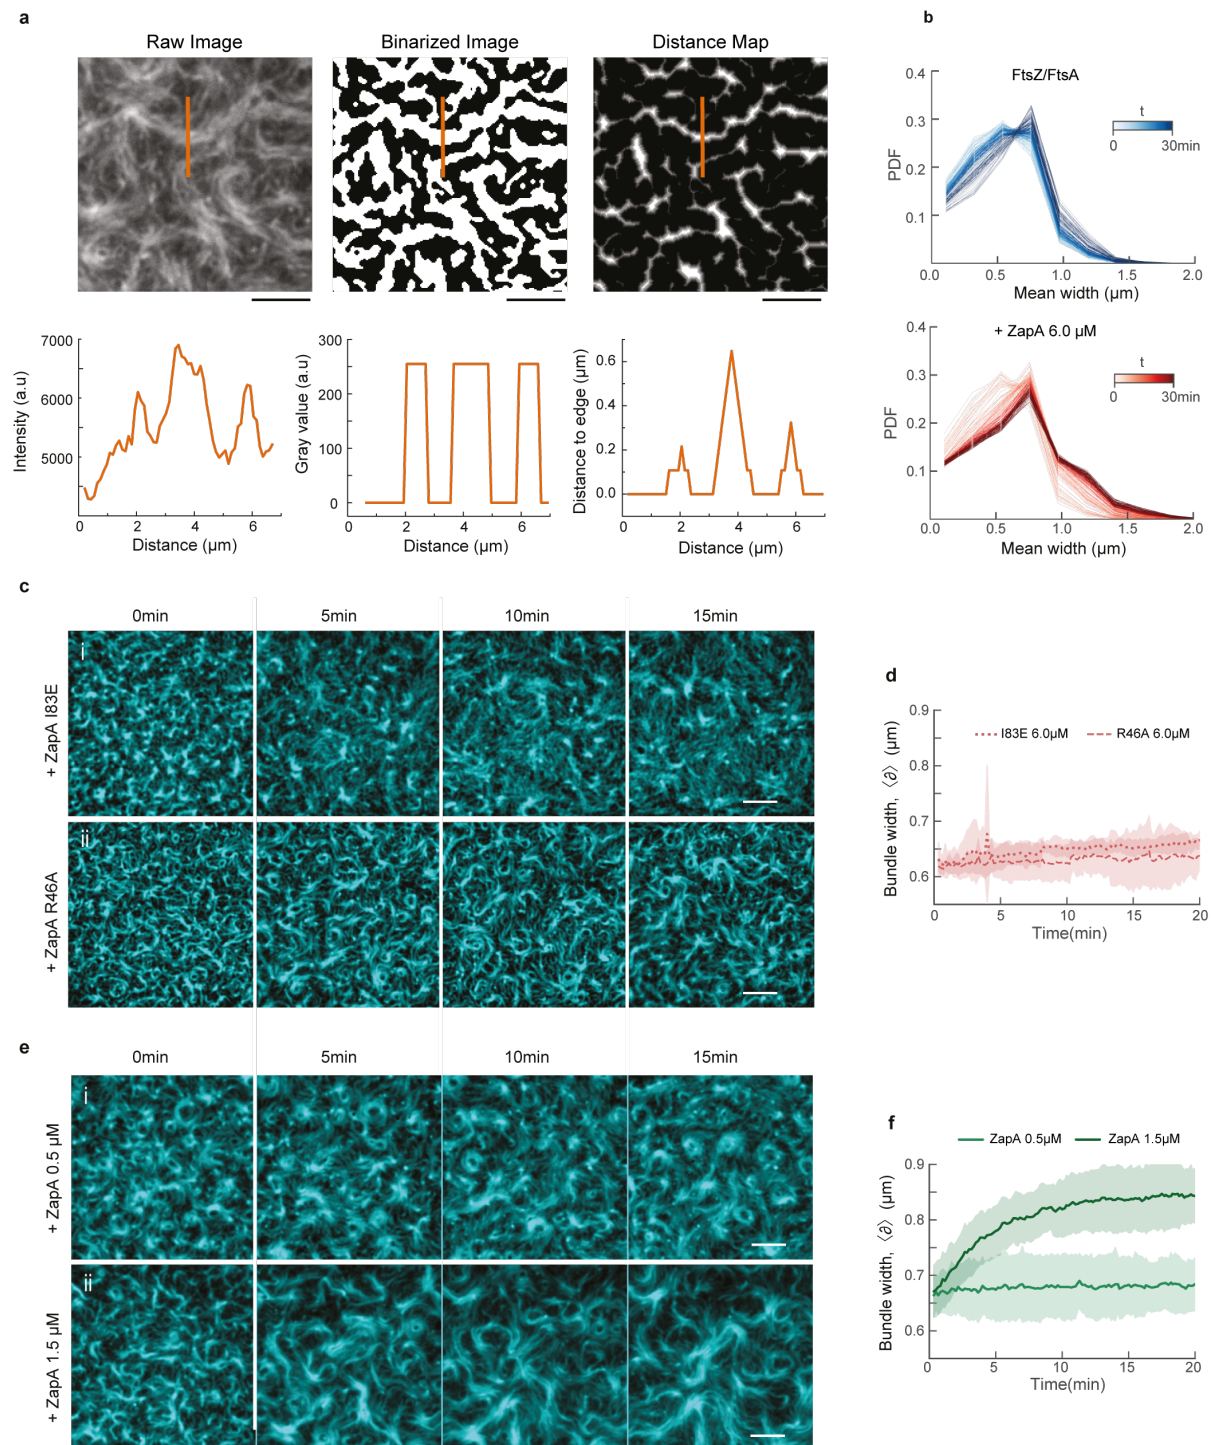 a
Raw Image
Binarized Image
Distance Map
7000
6000
5000
Intensity (a.u)
0 2 4 6
Distance (µm)
300
200
100
0
Gray value (a.u)
0 2 4 6
Distance (µm)
0.6
0.4
0.2
0.0
Distance to edge (µm)
0 2 4 6
Distance (µm)
b
FtsZ/FtsA
t
0 30min
0.4
0.3
0.2
0.1
PDF
0.0 0.5 1.0 1.5 2.0
Mean width (µm)
+ ZapA 6.0 µM
t
0 30min
0.4
0.3
0.2
0.1
PDF
0.0 0.5 1.0 1.5 2.0
Mean width (µm)
c
0min 5min 10min 15min
i
+ ZapA I83E
ii
+ ZapA R46A
d
I83E 6.0µM R46A 6.0µM
0.9
0.8
0.7
0.6
Bundle width, ⟨∂⟩ (µm)
0 5 10 15 20
Time(min)
e
0min 5min 10min 15min
i
+ ZapA 0.5 µM
ii
+ ZapA 1.5 µM
f
ZapA 0.5µM ZapA 1.5µM
0.9
0.8
0.7
0.6
Bundle width, ⟨∂⟩ (µm)
0 5 10 15 20
Time(min)